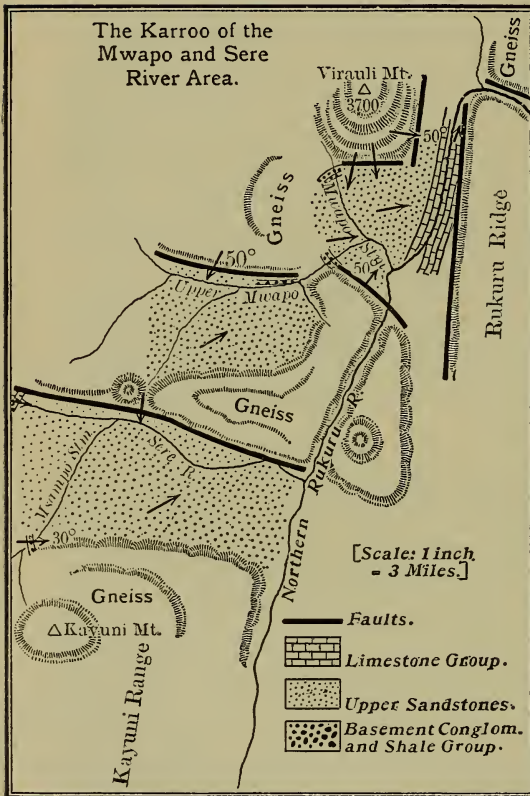 The Karroo of the
Mwapo and Sere
River Area.
Gneiss
Virauli Mt.
3700
50°
Gneiss
Mwapo
Str.
50°
Rukuru Ridge
50°
Upper Mwapo
Gneiss
Sere R.
Rukuru R.
Northern
30°
Gneiss
Kayuni Mt.
Kayuni Range
[Scale: 1 inch
= 3 Miles.]
Faults.
Limestone Group.
Upper Sandstones.
Basement Conglom.
and Shale Group.